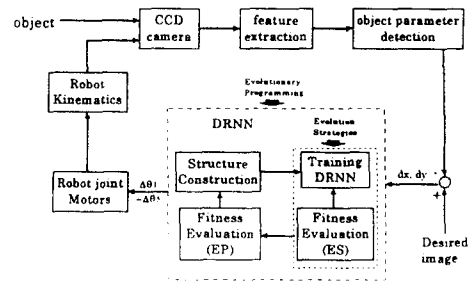 object
CCD
camera
feature
extraction
object parameter
detection
Robot
Kinematics
Evolutionary
Programming
DRNN
Evolution
Strategies
Structure
Construction
Training
DRNN
Robot joint
Motors
Δθ1
dx, dy
-
+
Fitness
Evaluation
(EP)
Fitness
Evaluation
(ES)
Desired
image